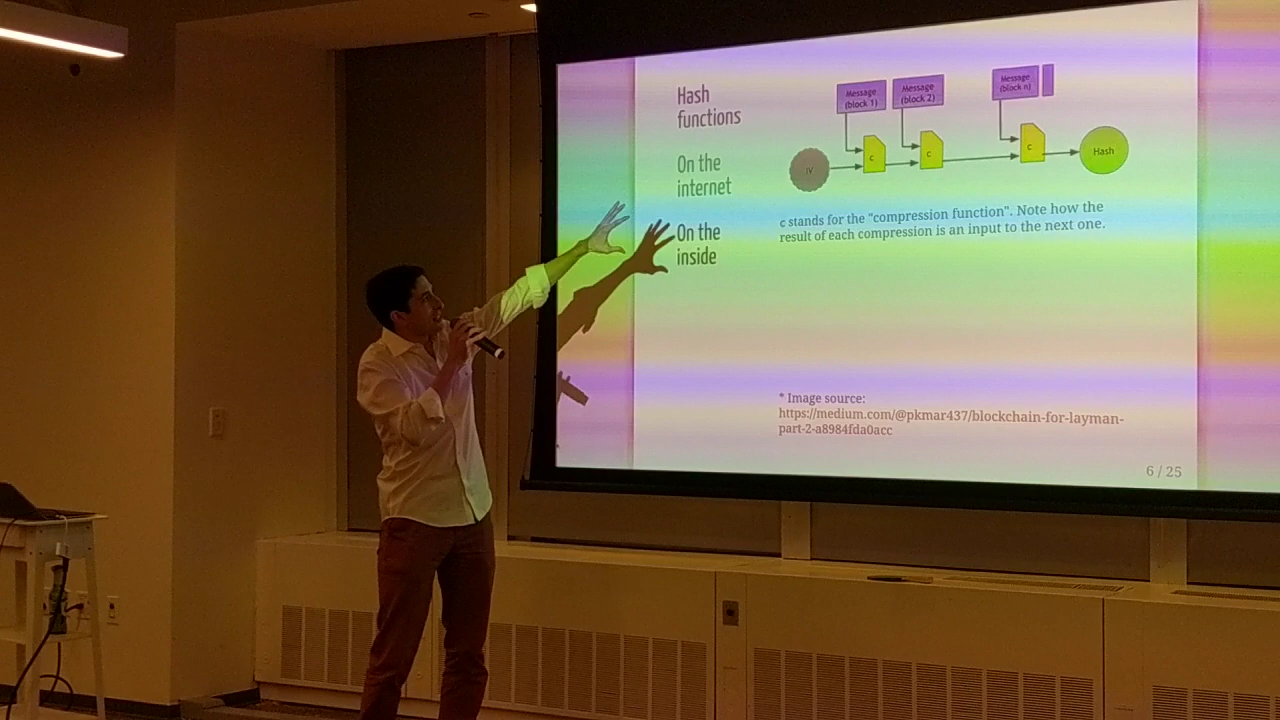 Hash
functions
On the
internet
On the
inside
Message
(block 1)
Message
(block 2)
Message
(block n)
IV
c
c
c
Hash
c stands for the "compression function". Note how the
result of each compression is an input to the next one.
* Image source:
https://medium.com/@pkmar437/blockchain-for-layman-
part-2-a8984fda0acc
6 / 25